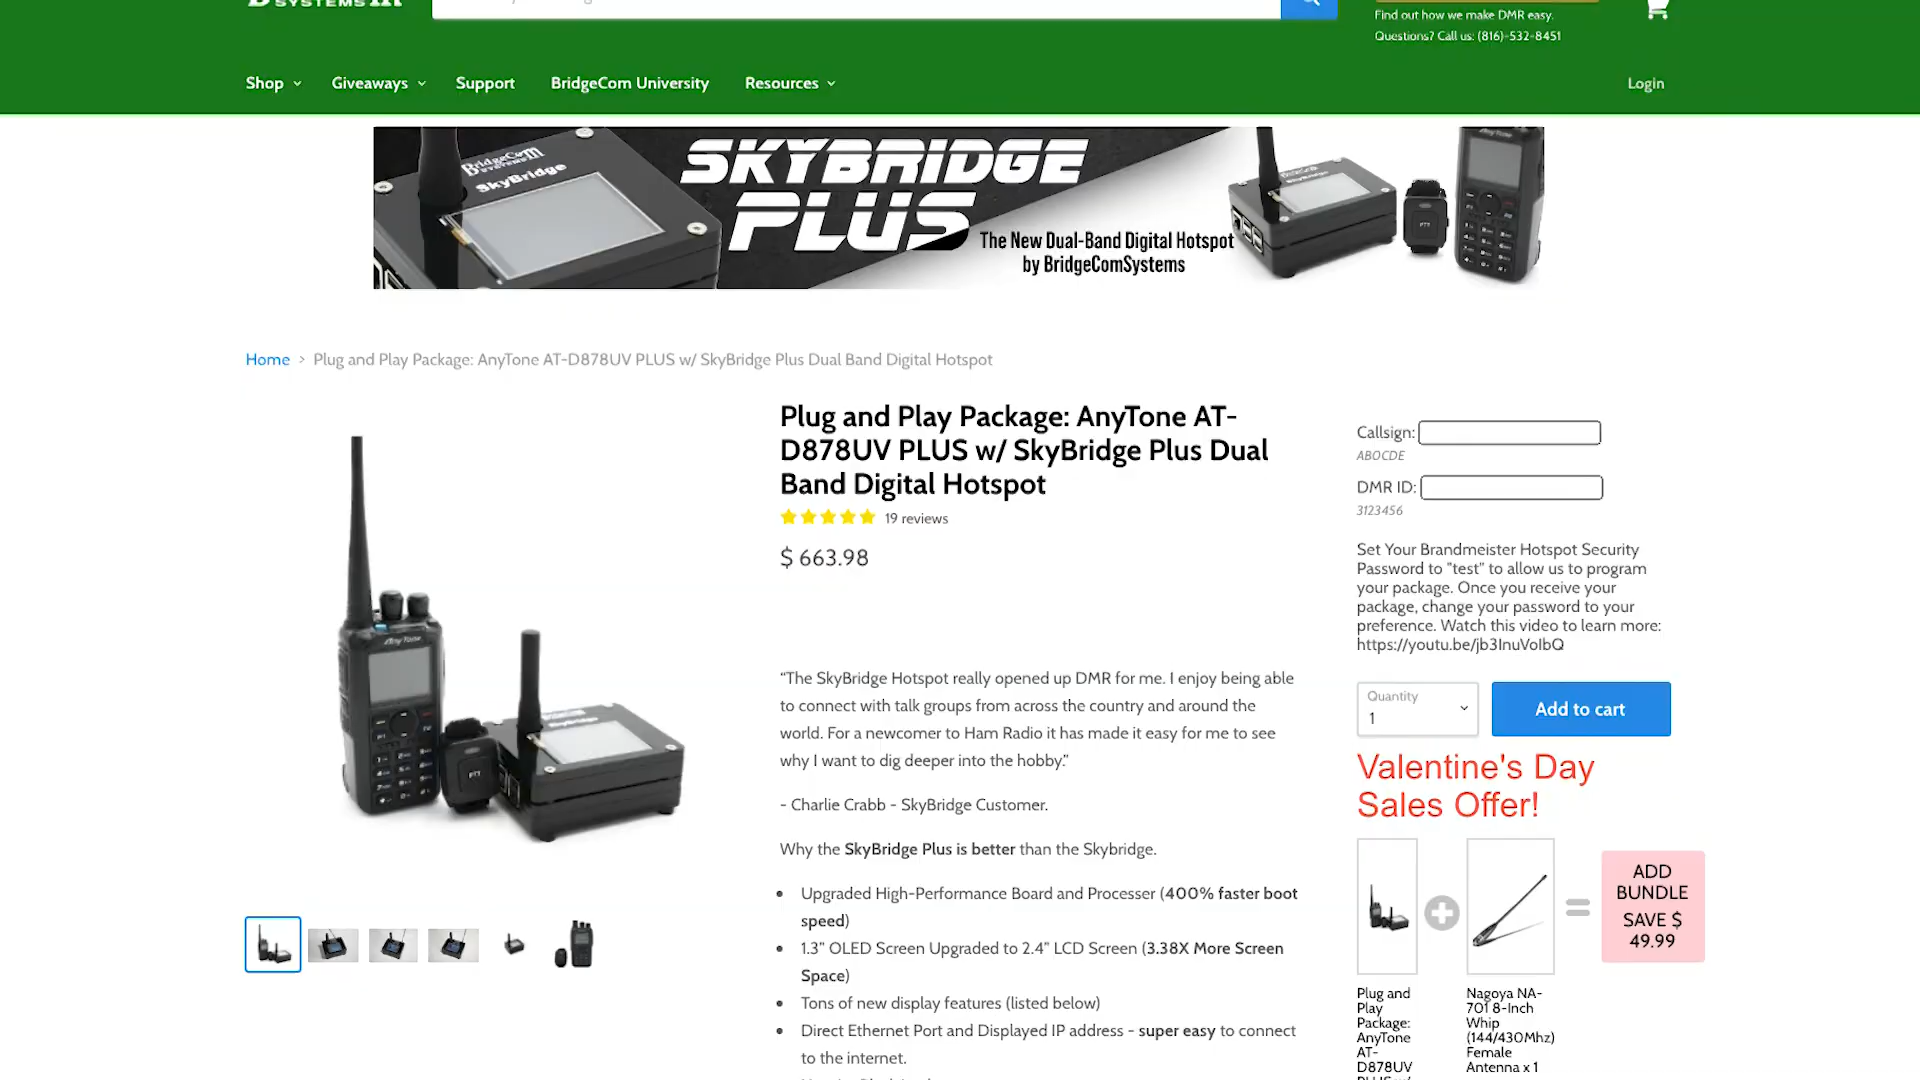 SYSTEMS
Find out how we make DMR easy.
Questions? Call us: (816)-532-8451
Shop
Giveaways
Support
BridgeCom University
Resources
Login
BridgeCom
SYSTEMS
SkyBridge
SKYBRIDGE
PLUS
The New Dual-Band Digital Hotspot
by BridgeComSystems
Home > Plug and Play Package: AnyTone AT-D878UV PLUS w/ SkyBridge Plus Dual Band Digital Hotspot
Plug and Play Package: AnyTone AT-
D878UV PLUS w/ SkyBridge Plus Dual
Band Digital Hotspot
19 reviews
$ 663.98
“The SkyBridge Hotspot really opened up DMR for me. I enjoy being able
to connect with talk groups from across the country and around the
world. For a newcomer to Ham Radio it has made it easy for me to see
why I want to dig deeper into the hobby.”
- Charlie Crabb - SkyBridge Customer.
Why the SkyBridge Plus is better than the Skybridge.
• Upgraded High-Performance Board and Processer (400% faster boot
speed)
• 1.3" OLED Screen Upgraded to 2.4" LCD Screen (3.38X More Screen
Space)
• Tons of new display features (listed below)
• Direct Ethernet Port and Displayed IP address - super easy to connect
to the internet.
Callsign:
AB0CDE
DMR ID:
3123456
Set Your Brandmeister Hotspot Security
Password to "test" to allow us to program
your package. Once you receive your
package, change your password to your
preference. Watch this video to learn more:
https://youtu.be/jb3InuVoIbQ
Quantity
1
Add to cart
Valentine's Day
Sales Offer!
ADD
BUNDLE
SAVE $
49.99
Plug and
Play
Package:
AnyTone
AT-
D878UV
Nagoya NA-
701 8-Inch
Whip
(144/430Mhz)
Female
Antenna x 1
AnyTone
PTT
SkyBridge